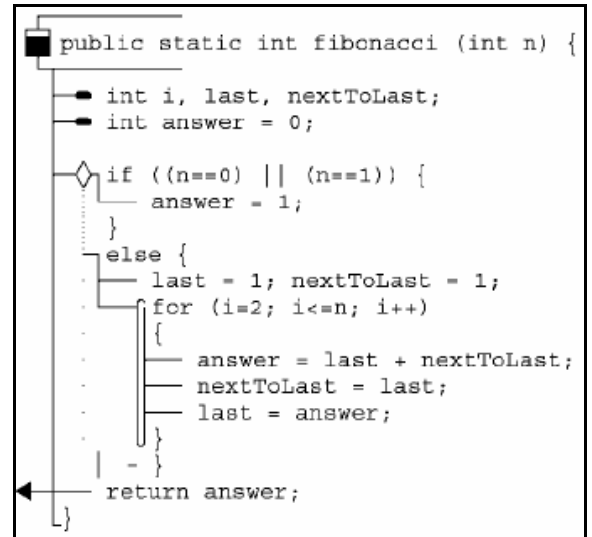 public static int fibonacci (int n) {
int i, last, nextToLast;
int answer = 0;
if ((n==0) || (n==1)) {
answer = 1;
}
else {
last = 1; nextToLast = 1;
for (i=2; i<=n; i++)
{
answer = last + nextToLast;
nextToLast = last;
last = answer;
}
}
return answer;
}